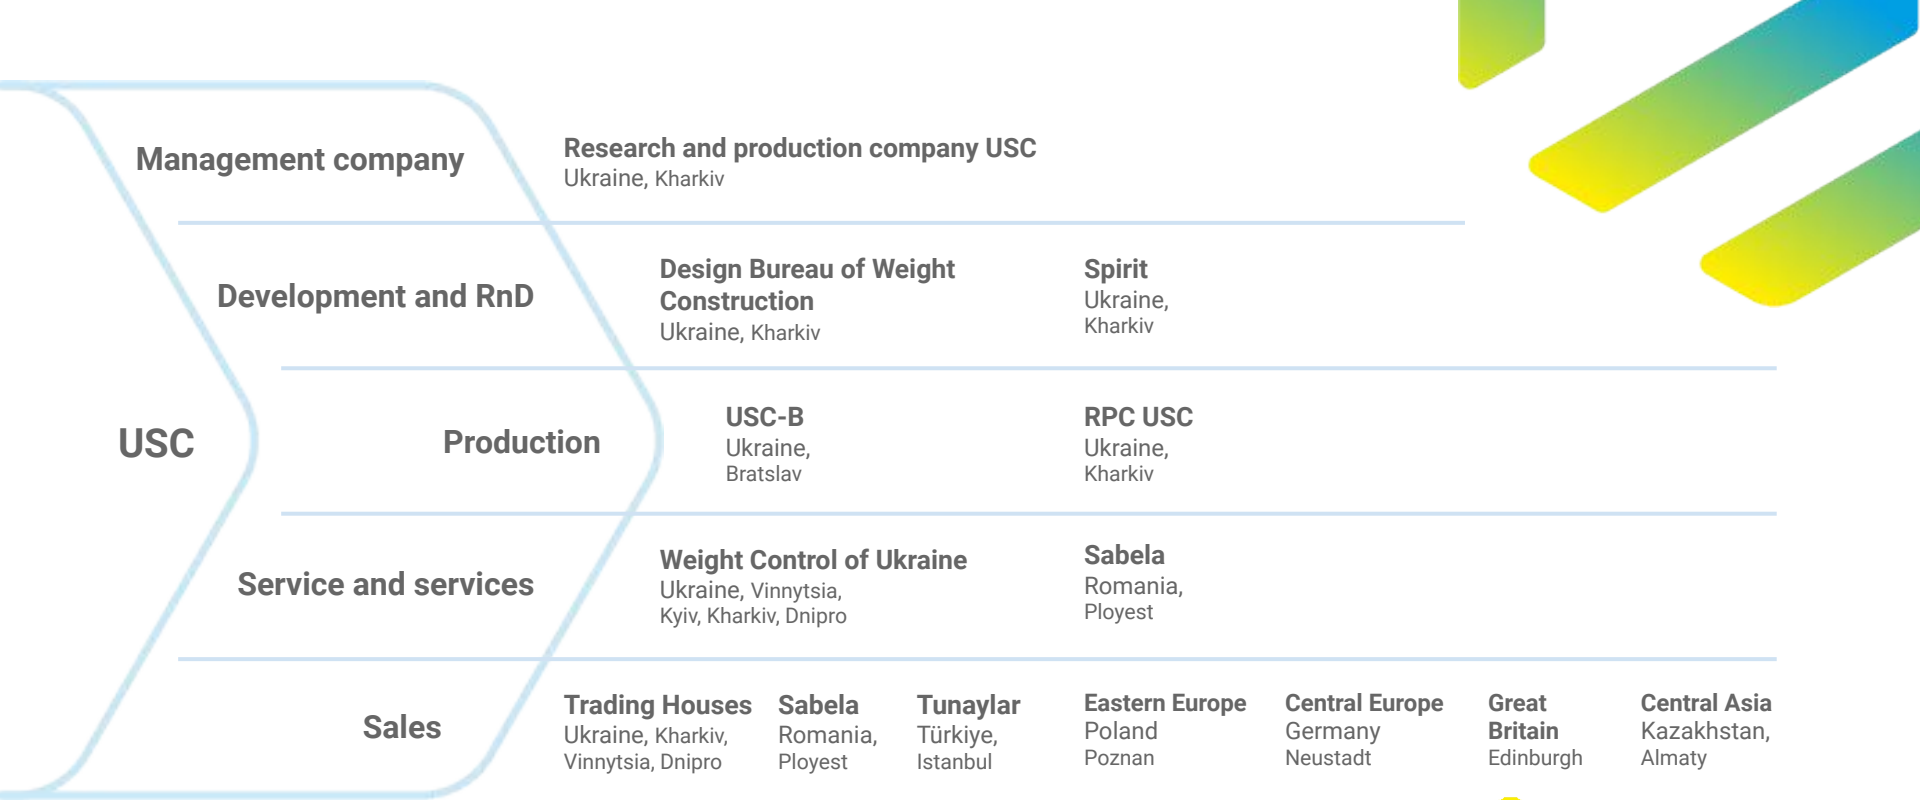 USC
Management company
Research and production company USC
Ukraine, Kharkiv
Development and RnD
Design Bureau of Weight
Construction
Ukraine, Kharkiv
Spirit
Ukraine,
Kharkiv
Production
USC-B
Ukraine,
Bratslav
RPC USC
Ukraine,
Kharkiv
Service and services
Weight Control of Ukraine
Ukraine, Vinnytsia,
Kyiv, Kharkiv, Dnipro
Sabela
Romania,
Ployest
Sales
Trading Houses
Ukraine, Kharkiv,
Vinnytsia, Dnipro
Sabela
Romania,
Ployest
Tunaylar
Türkiye,
Istanbul
Eastern Europe
Poland
Poznan
Central Europe
Germany
Neustadt
Great
Britain
Edinburgh
Central Asia
Kazakhstan,
Almaty